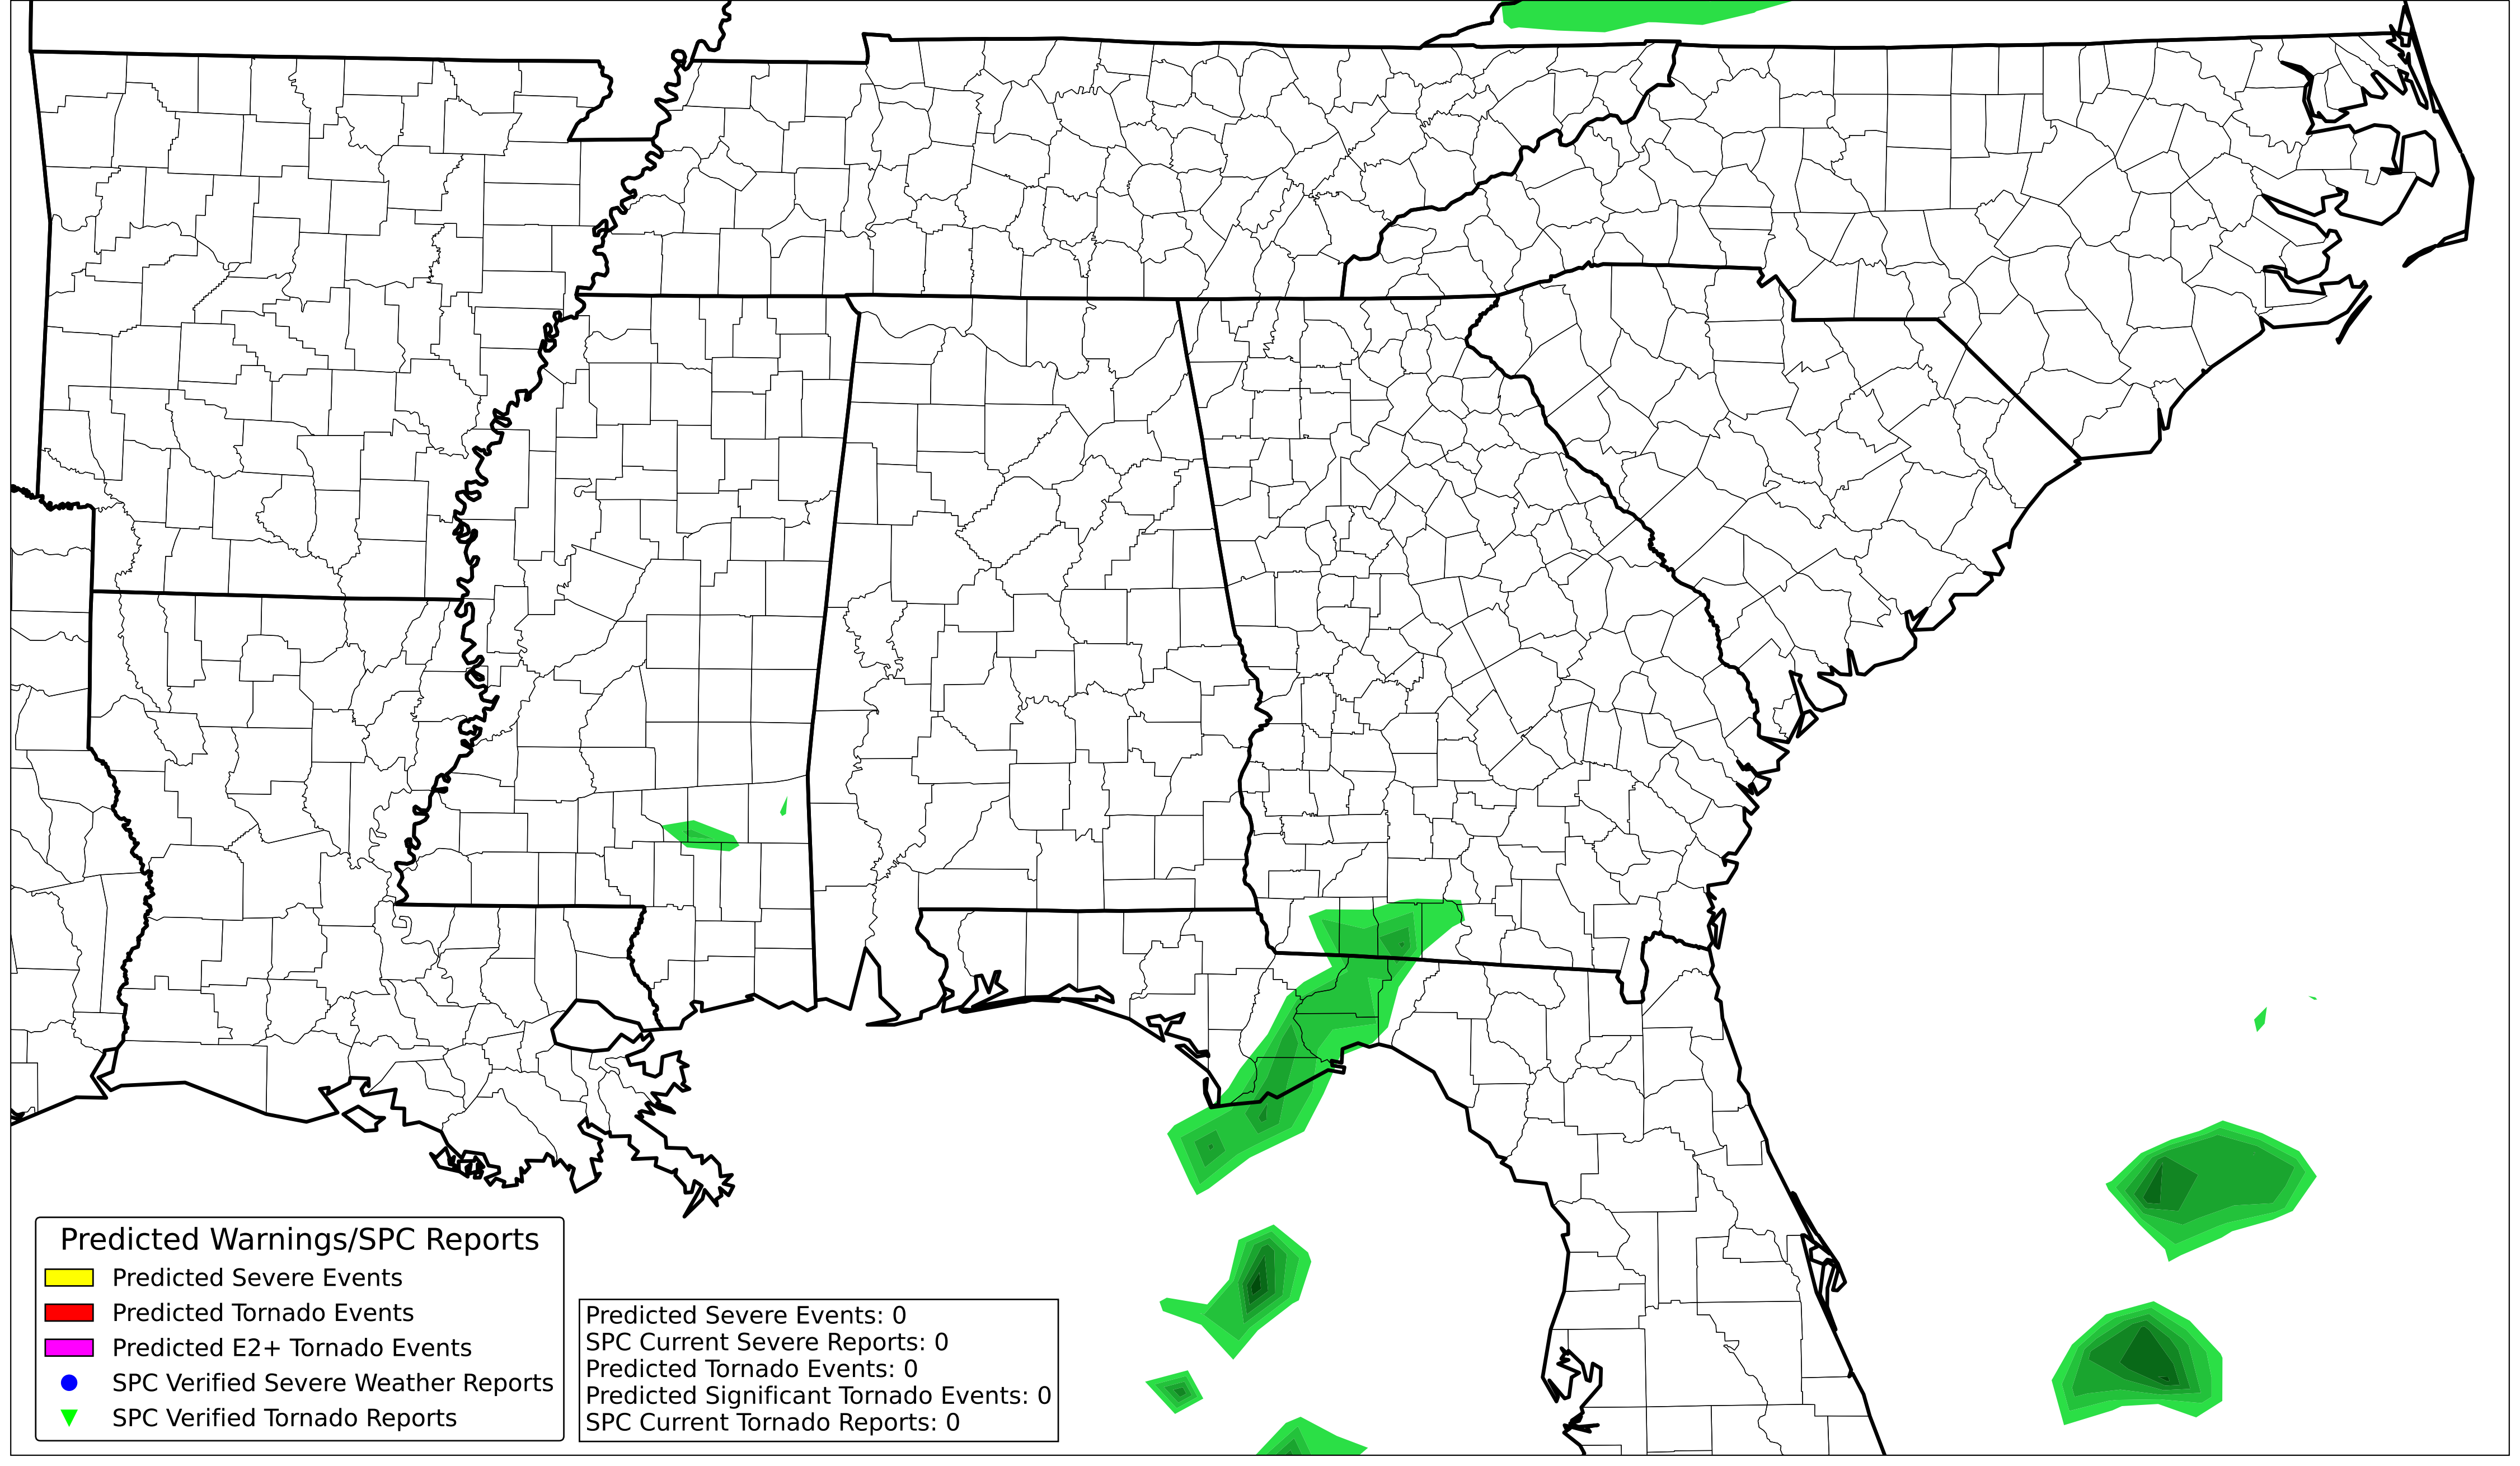 Predicted Warnings/SPC Reports
Predicted Severe Events
Predicted Tornado Events
Predicted E2+ Tornado Events
SPC Verified Severe Weather Reports
SPC Verified Tornado Reports
Predicted Severe Events: 0
SPC Current Severe Reports: 0
Predicted Tornado Events: 0
Predicted Significant Tornado Events: 0
SPC Current Tornado Reports: 0